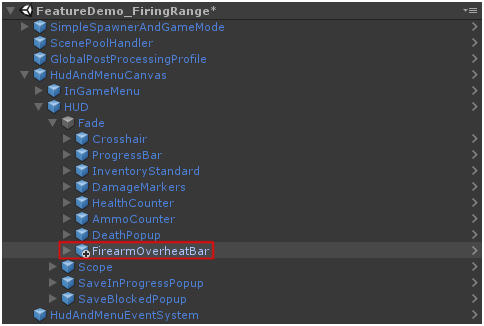 FeatureDemo_FiringRange*
SimpleSpawnerAndGameMode
ScenePoolHandler
GlobalPostProcessingProfile
HudAndMenuCanvas
InGameMenu
HUD
Fade
Crosshair
ProgressBar
InventoryStandard
DamageMarkers
HealthCounter
AmmoCounter
DeathPopup
FirearmOverheatBar
Scope
SaveInProgressPopup
SaveBlockedPopup
HudAndMenuEventSystem